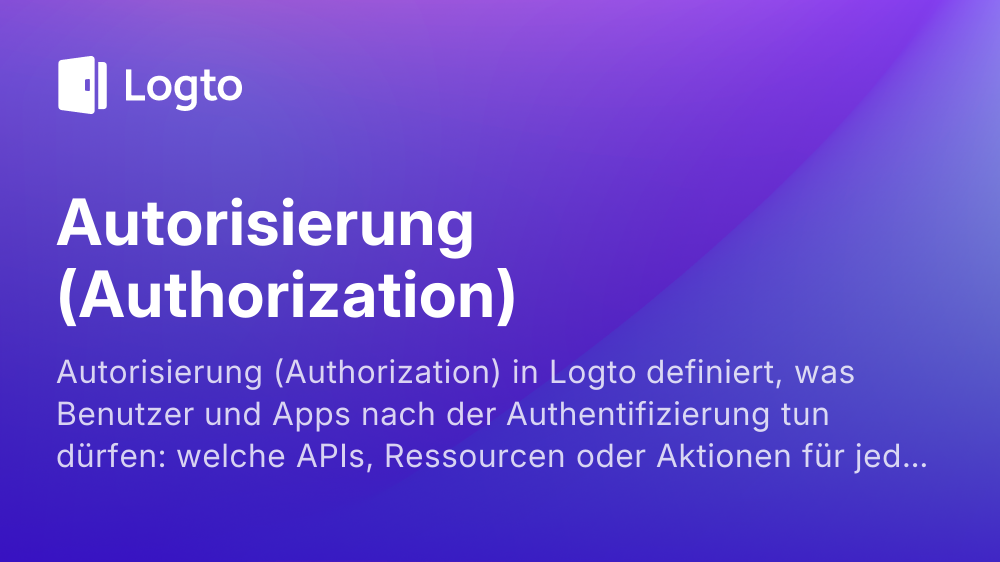 Logto
Autorisierung
(Authorization)
Autorisierung (Authorization) in Logto definiert, was
Benutzer und Apps nach der Authentifizierung tun
dürfen: welche APIs, Ressourcen oder Aktionen für jed...